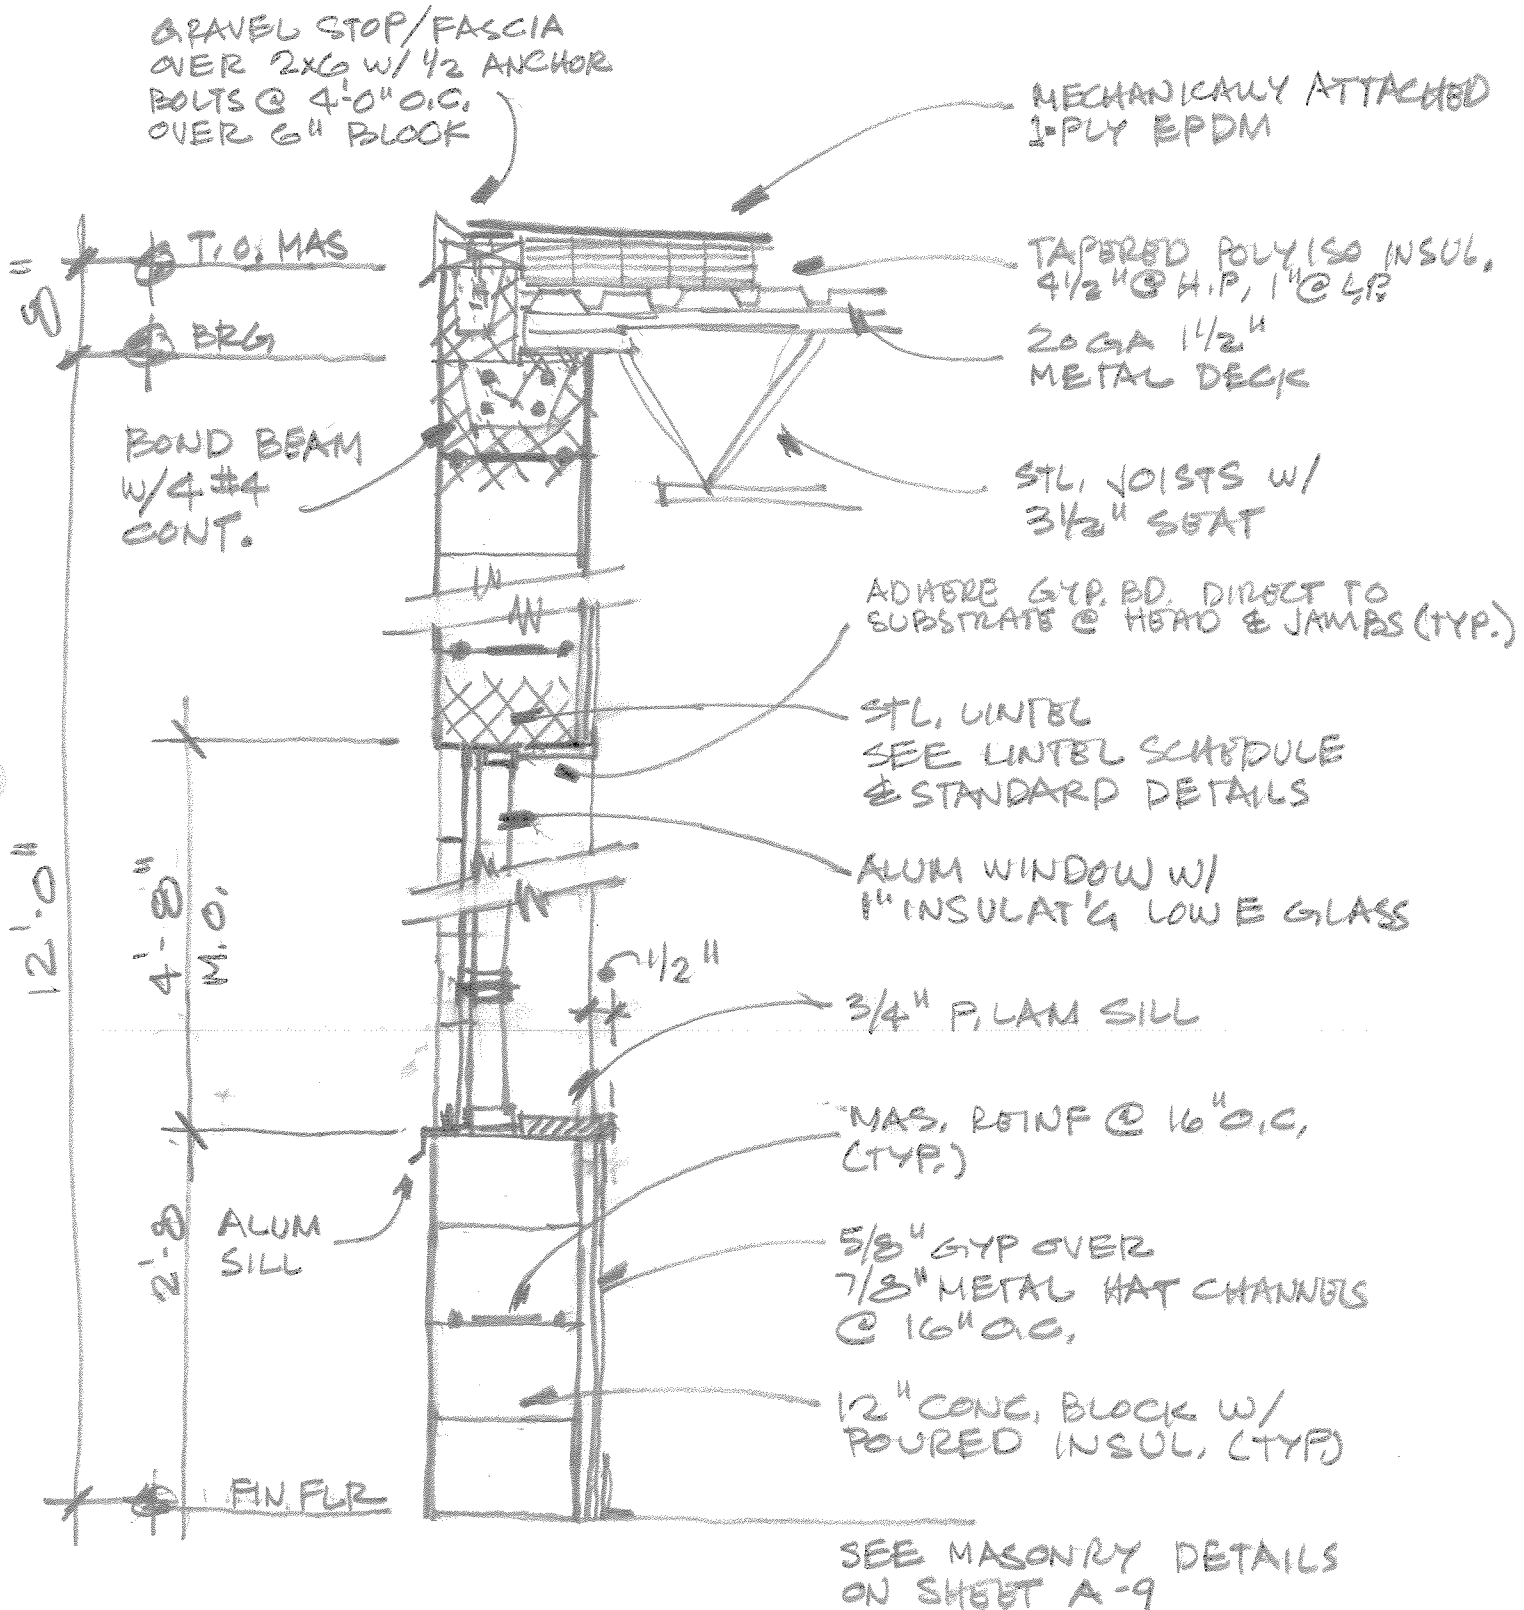 GRAVEL STOP/FASCIA
OVER 2x6 W/ 1/2 ANCHOR
BOLTS @ 4'-0" O.C.
OVER 6" BLOCK
MECHANICALLY ATTACHED
1-PLY EPDM
T.O. MAS
8"
BRG
TAPERED POLYISO INSUL.
4 1/2" @ H.P, 1" @ L.P.
20 GA 1 1/2"
METAL DECK
BOND BEAM
W/4 #4
CONT.
STL. JOISTS W/
3 1/2" SEAT
ADHERE GYP. BD. DIRECT TO
SUBSTRATE @ HEAD & JAMBS (TYP.)
STL. LINTEL
SEE LINTEL SCHEDULE
& STANDARD DETAILS
ALUM WINDOW W/
1" INSULAT'G LOW E GLASS
12'-0"
4'-8"
M.O.
1/2"
3/4" P. LAM SILL
MAS. REINF @ 16" O.C.
(TYP.)
2'-8
ALUM
SILL
5/8" GYP OVER
7/8" METAL HAT CHANNELS
@ 16" O.C.
12" CONC. BLOCK W/
POURED INSUL. (TYP.)
FIN. FLR
SEE MASONRY DETAILS
ON SHEET A-9